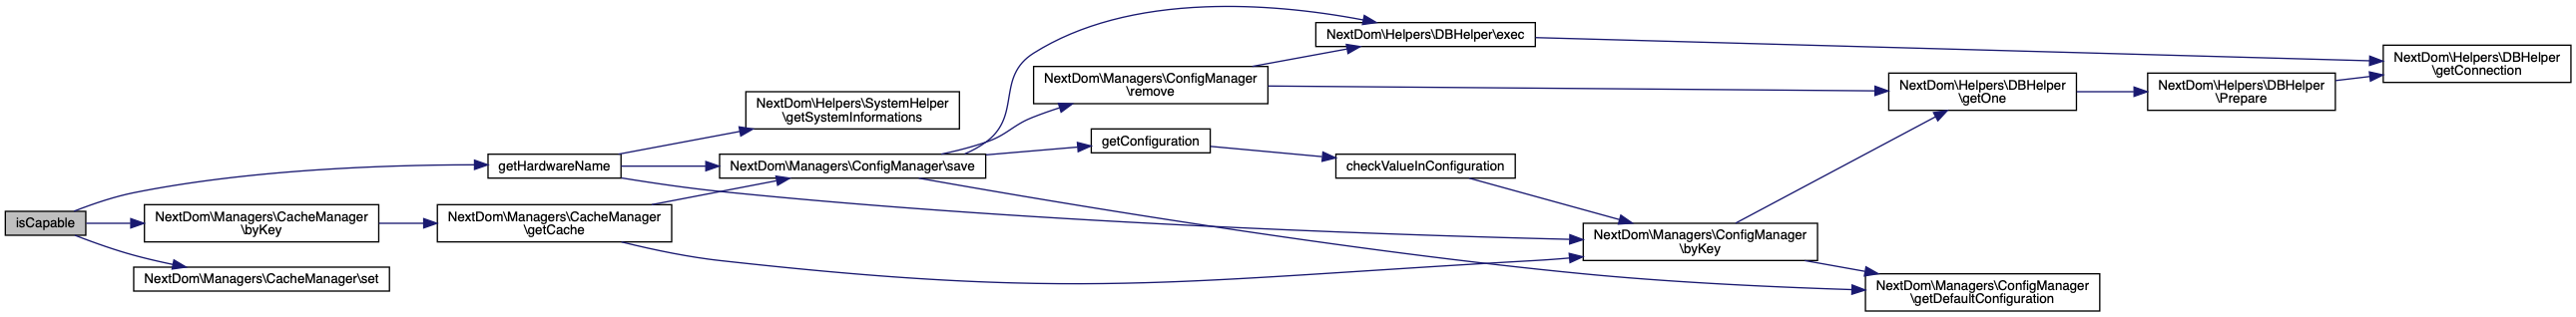 isCapable
getHardwareName
NextDom\Managers\CacheManager
\byKey
NextDom\Managers\CacheManager\set
NextDom\Helpers\SystemHelper
\getSystemInformations
NextDom\Managers\ConfigManager\save
NextDom\Managers\CacheManager
\getCache
NextDom\Helpers\DBHelper\exec
NextDom\Managers\ConfigManager
\remove
getConfiguration
checkValueInConfiguration
NextDom\Managers\ConfigManager
\byKey
NextDom\Helpers\DBHelper
\getOne
NextDom\Managers\ConfigManager
\getDefaultConfiguration
NextDom\Helpers\DBHelper
\Prepare
NextDom\Helpers\DBHelper
\getConnection